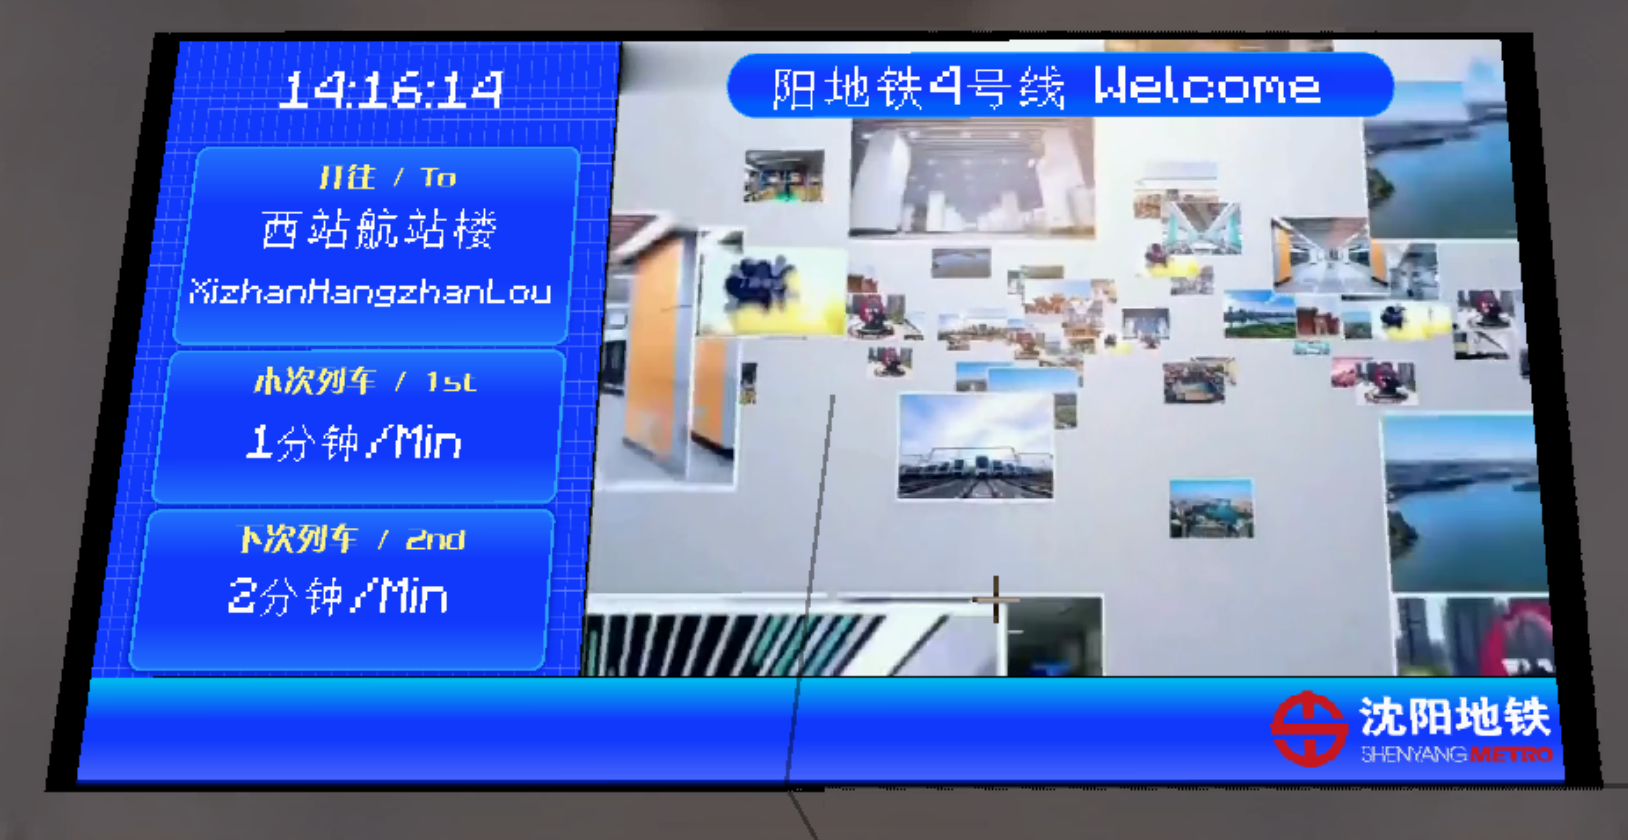 14:16:14
开往 / To
西站航站楼
XizhanHangzhanLou
本次列车 / 1st
1分钟/Min
下次列车 / 2nd
2分钟/Min
阳地铁4号线 Welcome
沈阳地铁
SHENYANG METRO